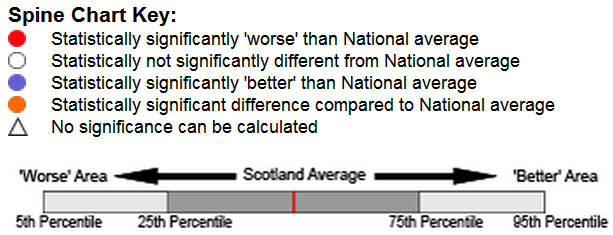 Spine Chart Key:
Statistically significantly 'worse' than National average
Statistically not significantly different from National average
Statistically significantly 'better' than National average
Statistically significant difference compared to National average
No significance can be calculated
'Worse' Area Scotland Average 'Better' Area
5th Percentile 25th Percentile 75th Percentile 95th Percentile